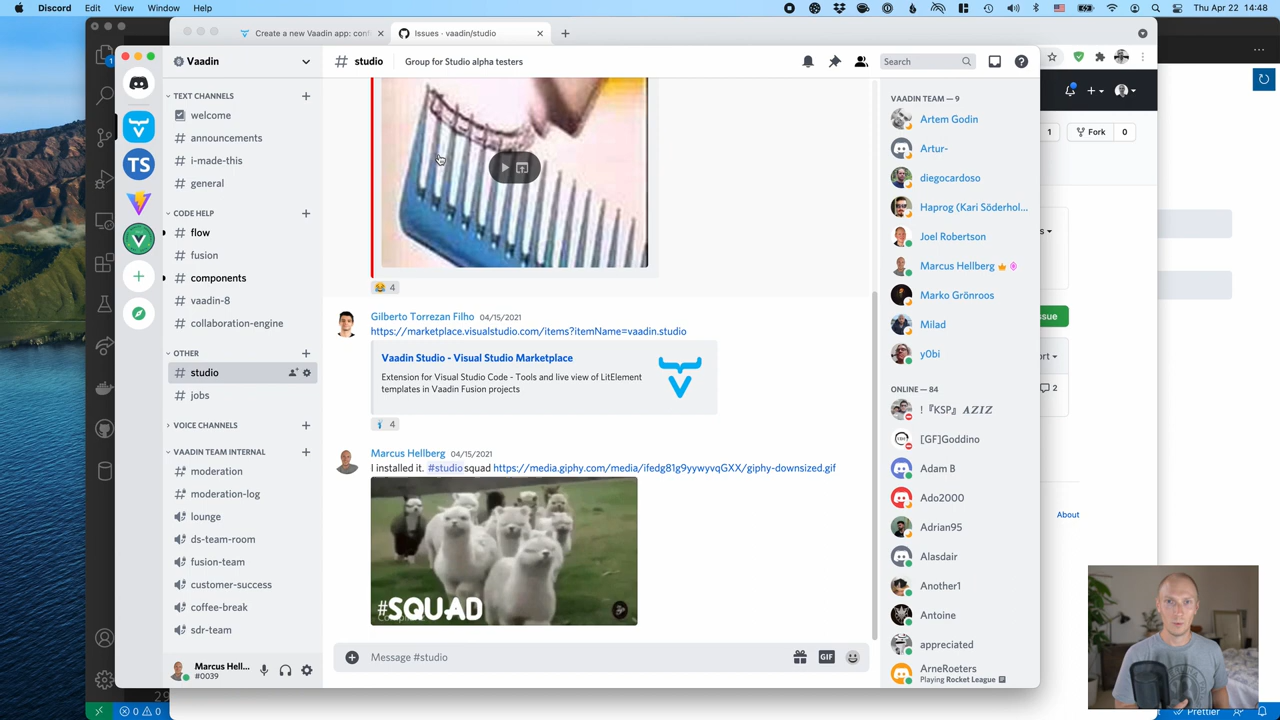 Discord Edit View Window Help
Thu Apr 22 14:48
Create a new Vaadin app: conf
Issues · vaadin/studio
1
Vaadin
# studio
Group for Studio alpha testers
Search
TEXT CHANNELS
welcome
# announcements
# i-made-this
# general
CODE HELP
# flow
# fusion
# components
# vaadin-8
# collaboration-engine
OTHER
# studio
# jobs
VOICE CHANNELS
VAADIN TEAM INTERNAL
# moderation
# moderation-log
lounge
ds-team-room
fusion-team
customer-success
coffee-break
sdr-team
Marcus Hell...
#0039
TS
4
Gilberto Torrezan Filho 04/15/2021
https://marketplace.visualstudio.com/items?itemName=vaadin.studio
Vaadin Studio - Visual Studio Marketplace
Extension for Visual Studio Code - Tools and live view of LitElement
templates in Vaadin Fusion projects
4
Marcus Hellberg 04/15/2021
I installed it. #studio squad https://media.giphy.com/media/ifedg81g9yywyvqGXX/giphy-downsized.gif
#SQUAD
Message #studio
GIF
VAADIN TEAM — 9
Artem Godin
Artur-
diegocardoso
Haprog (Kari Söderhol...
Joel Robertson
Marcus Hellberg
Marko Grönroos
Milad
y0bi
ONLINE — 84
! 『KSP』 𝑨𝒁𝑰𝒁
[GF]Goddino
Adam B
Ado2000
Adrian95
Alasdair
Another1
Antoine
appreciated
ArneRoeters
Playing Rocket League
1 Fork 0
s
sue
ort
2
About
29
0 0
Prettier